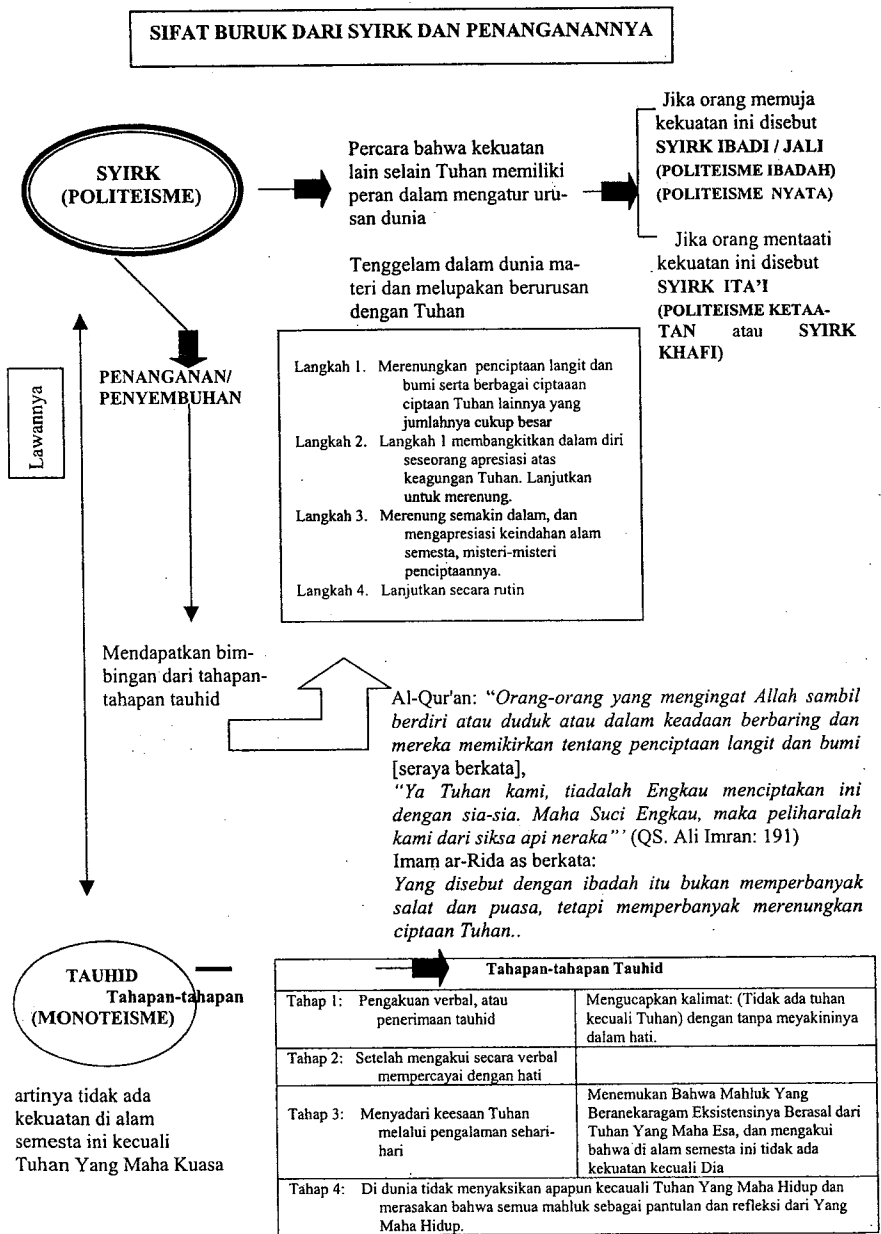 SIFAT BURUK DARI SYIRK DAN PENANGANANNYA
SYIRK
(POLITEISME)
Percara bahwa kekuatan
lain selain Tuhan memiliki
peran dalam mengatur uru-
san dunia
Tenggelam dalam dunia ma-
teri dan melupakan berurusan
dengan Tuhan
Jika orang memuja
kekuatan ini disebut
SYIRK IBADI / JALI
(POLITEISME IBADAH)
(POLITEISME NYATA)
Jika orang mentaati
kekuatan ini disebut
SYIRK ITA'I
(POLITEISME KETAA-
TAN atau SYIRK
KHAFI)
Lawannya
PENANGANAN/
PENYEMBUHAN
Langkah 1. Merenungkan penciptaan langit dan
bumi serta berbagai ciptaaan
ciptaan Tuhan lainnya yang
jumlahnya cukup besar
Langkah 2. Langkah 1 membangkitkan dalam diri
seseorang apresiasi atas
keagungan Tuhan. Lanjutkan
untuk merenung.
Langkah 3. Merenung semakin dalam, dan
mengapresiasi keindahan alam
semesta, misteri-misteri
penciptaannya.
Langkah 4. Lanjutkan secara rutin
Mendapatkan bim-
bingan dari tahapan-
tahapan tauhid
Al-Qur'an: "Orang-orang yang mengingat Allah sambil
berdiri atau duduk atau dalam keadaan berbaring dan
mereka memikirkan tentang penciptaan langit dan bumi
[seraya berkata],
"Ya Tuhan kami, tiadalah Engkau menciptakan ini
dengan sia-sia. Maha Suci Engkau, maka peliharalah
kami dari siksa api neraka"' (QS. Ali Imran: 191)
Imam ar-Rida as berkata:
Yang disebut dengan ibadah itu bukan memperbanyak
salat dan puasa, tetapi memperbanyak merenungkan
ciptaan Tuhan..
TAUHID
Tahapan-tahapan
(MONOTEISME)
artinya tidak ada
kekuatan di alam
semesta ini kecuali
Tuhan Yang Maha Kuasa
Tahapan-tahapan Tauhid
Tahap 1: Pengakuan verbal, atau
penerimaan tauhid
Mengucapkan kalimat: (Tidak ada tuhan
kecuali Tuhan) dengan tanpa meyakininya
dalam hati.
Tahap 2: Setelah mengakui secara verbal
mempercayai dengan hati
Tahap 3: Menyadari keesaan Tuhan
melalui pengalaman sehari-
hari
Menemukan Bahwa Mahluk Yang
Beranekaragam Eksistensinya Berasal dari
Tuhan Yang Maha Esa, dan mengakui
bahwa di alam semesta ini tidak ada
kekuatan kecuali Dia
Tahap 4: Di dunia tidak menyaksikan apapun kecauali Tuhan Yang Maha Hidup dan
merasakan bahwa semua mahluk sebagai pantulan dan refleksi dari Yang
Maha Hidup.